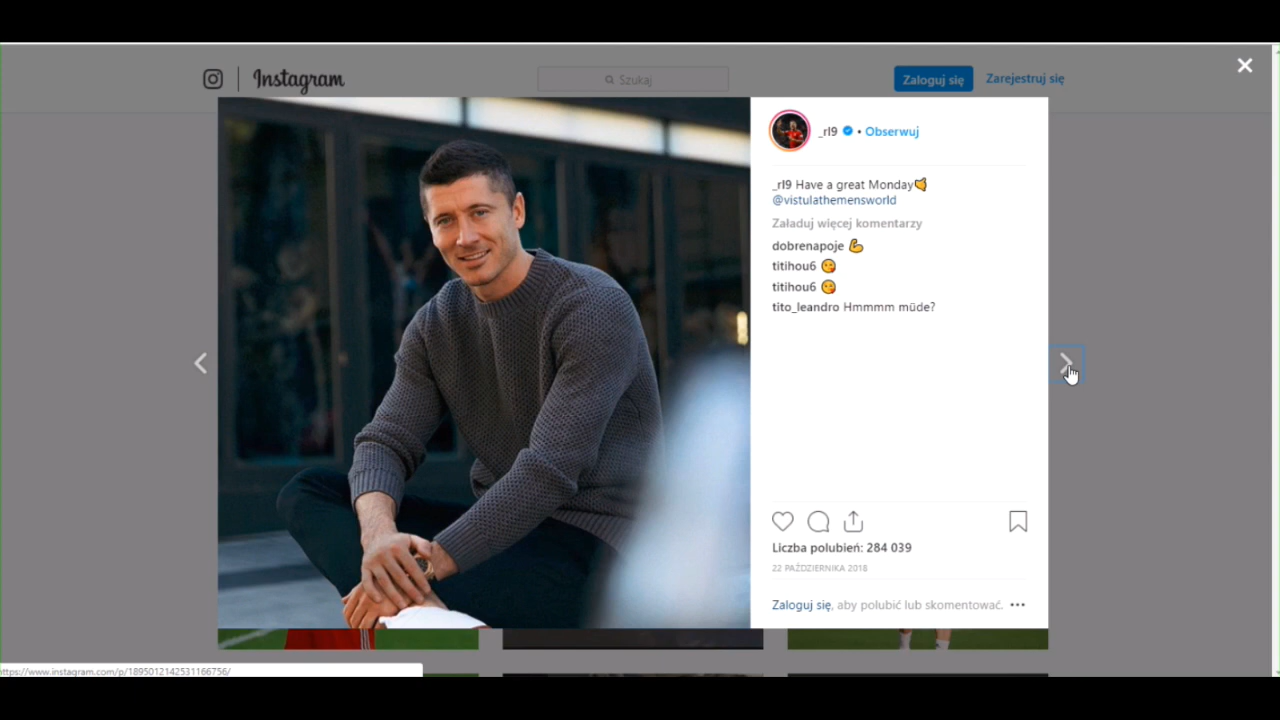 Instagram
Szukaj
Zaloguj się
Zarejestruj się
_rl9 • Obserwuj
_rl9 Have a great Monday
@vistulathemensworld
Załaduj więcej komentarzy
dobrenapoje 💪
titihou6 😘
titihou6 😘
tito_leandro Hmmmm müde?
Liczba polubień: 284 039
22 PAŹDZIERNIKA 2018
Zaloguj się, aby polubić lub skomentować.
https://www.instagram.com/p/1895012142531166756/